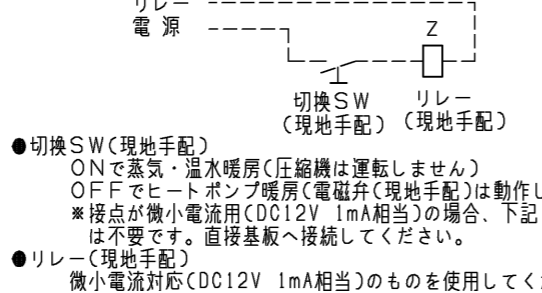 リレー
電 源
Z
切換SW リレー
(現地手配) (現地手配)
●切換SW(現地手配)
ONで蒸気・温水暖房(圧縮機は運転しません)
OFFでヒートポンプ暖房(電磁弁(現地手配)は動作し
※接点が微小電流用(DC12V 1mA相当)の場合、下記
は不要です。直接基板へ接続してください。
●リレー(現地手配)
微小電流対応(DC12V 1mA相当)のものを使用してく